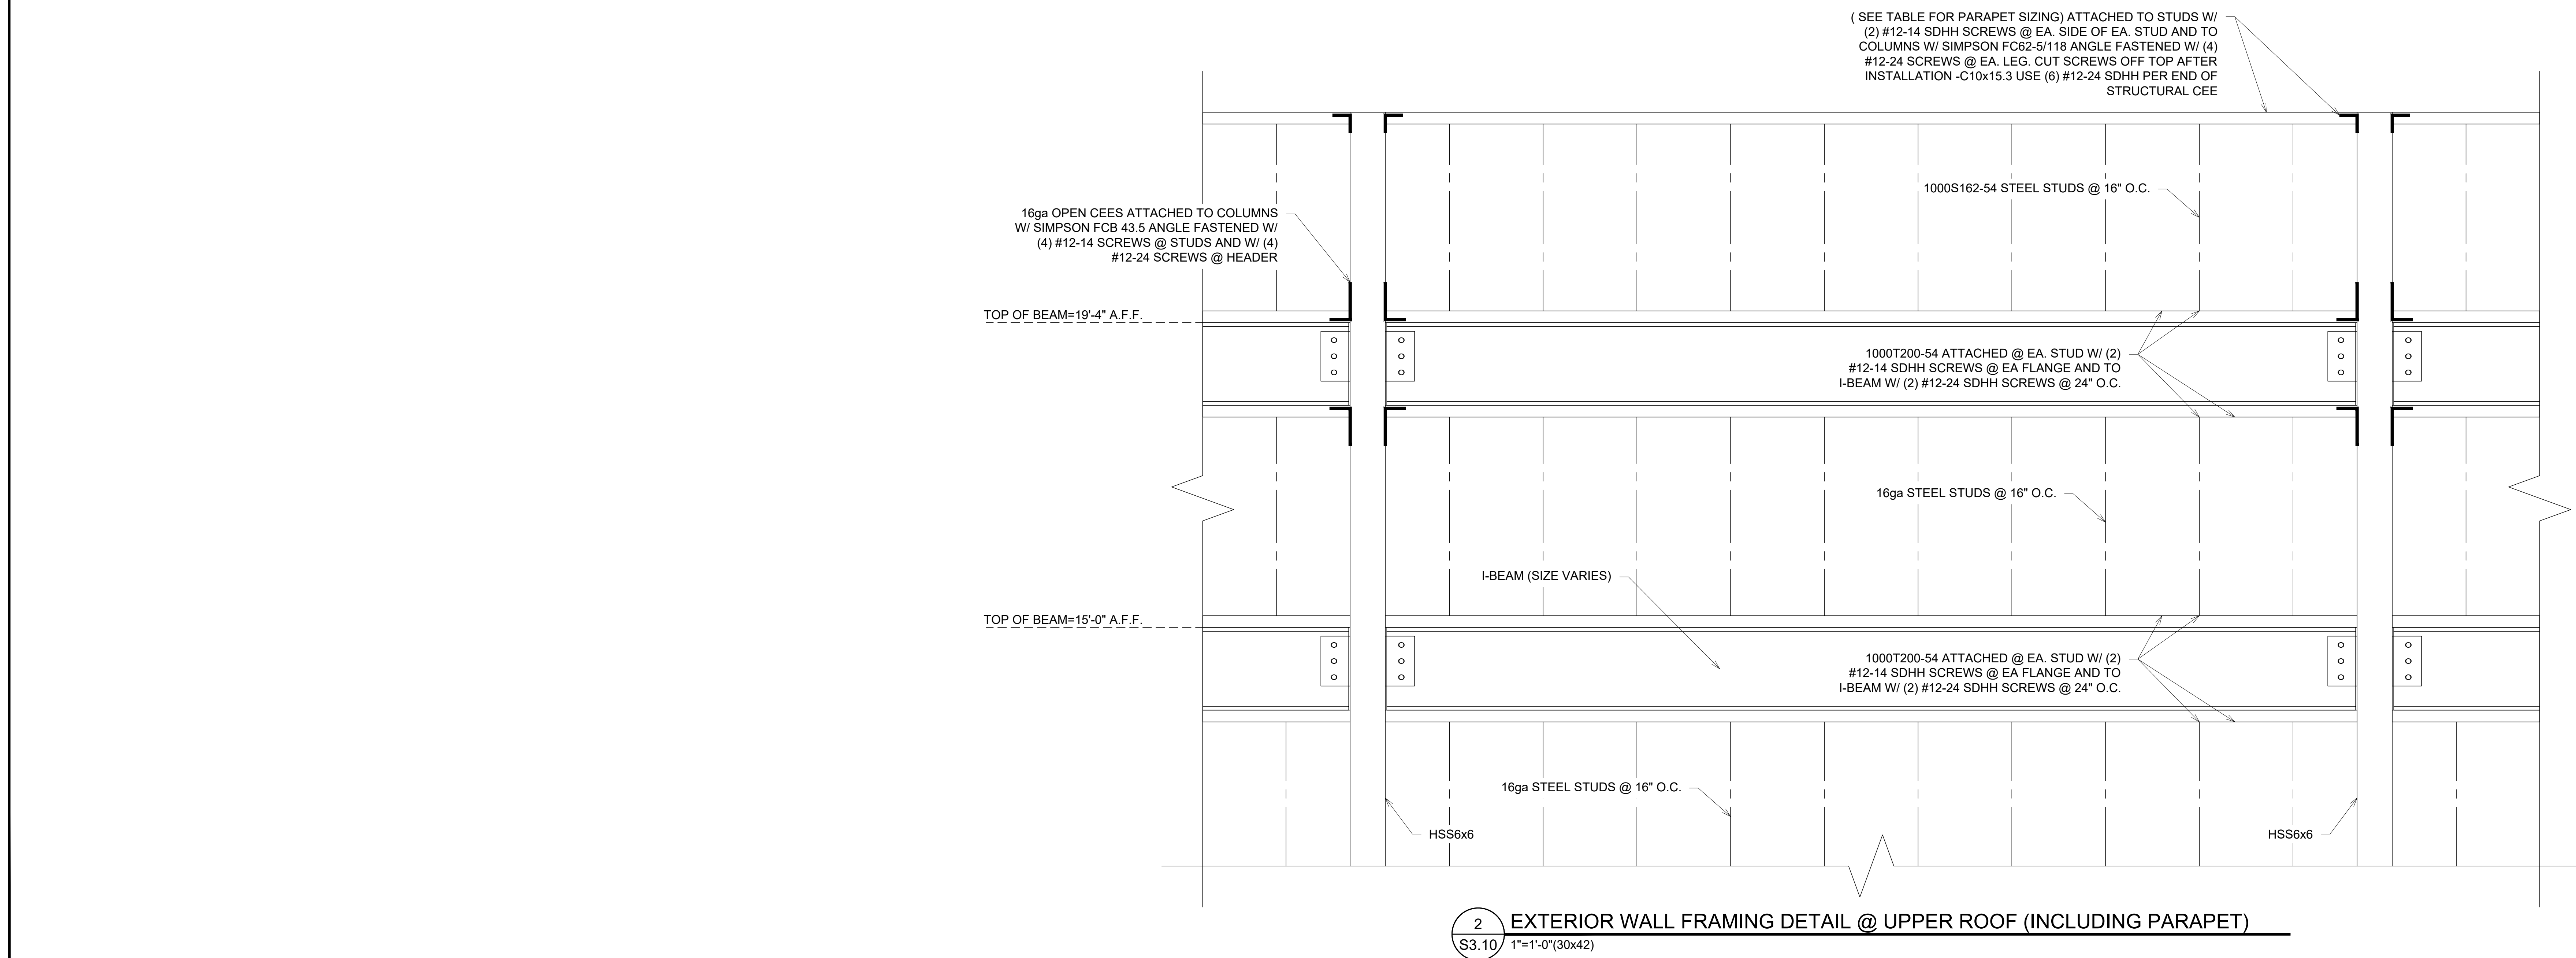 ( SEE TABLE FOR PARAPET SIZING) ATTACHED TO STUDS W/
(2) #12-14 SDHH SCREWS @ EA. SIDE OF EA. STUD AND TO
COLUMNS W/ SIMPSON FC62-5/118 ANGLE FASTENED W/ (4)
#12-24 SCREWS @ EA. LEG. CUT SCREWS OFF TOP AFTER
INSTALLATION -C10x15.3 USE (6) #12-24 SDHH PER END OF
STRUCTURAL CEE
1000S162-54 STEEL STUDS @ 16" O.C.
16ga OPEN CEES ATTACHED TO COLUMNS
W/ SIMPSON FCB 43.5 ANGLE FASTENED W/
(4) #12-14 SCREWS @ STUDS AND W/ (4)
#12-24 SCREWS @ HEADER
TOP OF BEAM=19'-4" A.F.F.
1000T200-54 ATTACHED @ EA. STUD W/ (2)
#12-14 SDHH SCREWS @ EA FLANGE AND TO
I-BEAM W/ (2) #12-24 SDHH SCREWS @ 24" O.C.
16ga STEEL STUDS @ 16" O.C.
I-BEAM (SIZE VARIES)
TOP OF BEAM=15'-0" A.F.F.
1000T200-54 ATTACHED @ EA. STUD W/ (2)
#12-14 SDHH SCREWS @ EA FLANGE AND TO
I-BEAM W/ (2) #12-24 SDHH SCREWS @ 24" O.C.
16ga STEEL STUDS @ 16" O.C.
HSS6x6
HSS6x6
2
EXTERIOR WALL FRAMING DETAIL @ UPPER ROOF (INCLUDING PARAPET)
S3.10
1"=1'-0"(30x42)